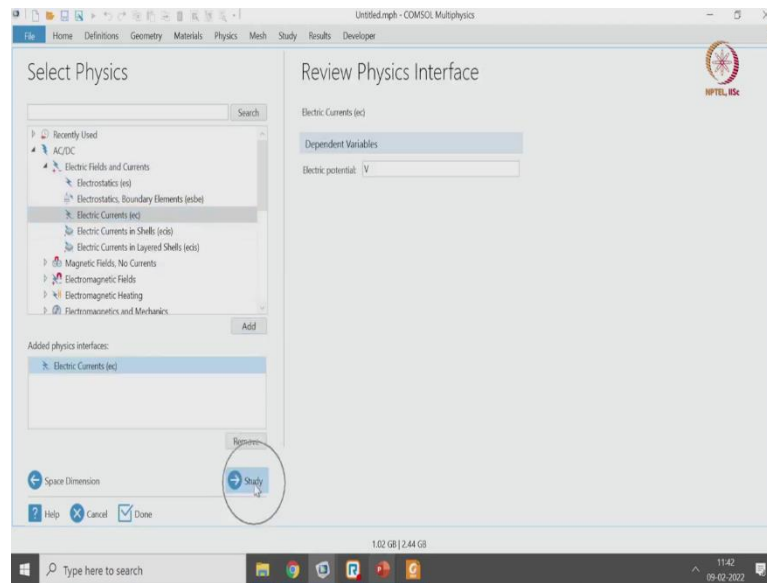 Untitled.mph - COMSOL Multiphysics
File Home Definitions Geometry Materials Physics Mesh Study Results Developer
Select Physics
Search
Recently Used
AC/DC
Electric Fields and Currents
Electrostatics (es)
Electrostatics, Boundary Elements (esbe)
Electric Currents (ec)
Electric Currents in Shells (ecis)
Electric Currents in Layered Shells (ecis)
Magnetic Fields, No Currents
Electromagnetic Fields
Electromagnetic Heating
Electromagnetics and Mechanics
Add
Added physics interfaces:
Electric Currents (ec)
Remove
Space Dimension
Study
Help Cancel Done
Review Physics Interface
Electric Currents (ec)
Dependent Variables
Electric potential: V
NPTEL, IISc
1.02 GB | 2.44 GB
Type here to search
11:42
09-02-2022